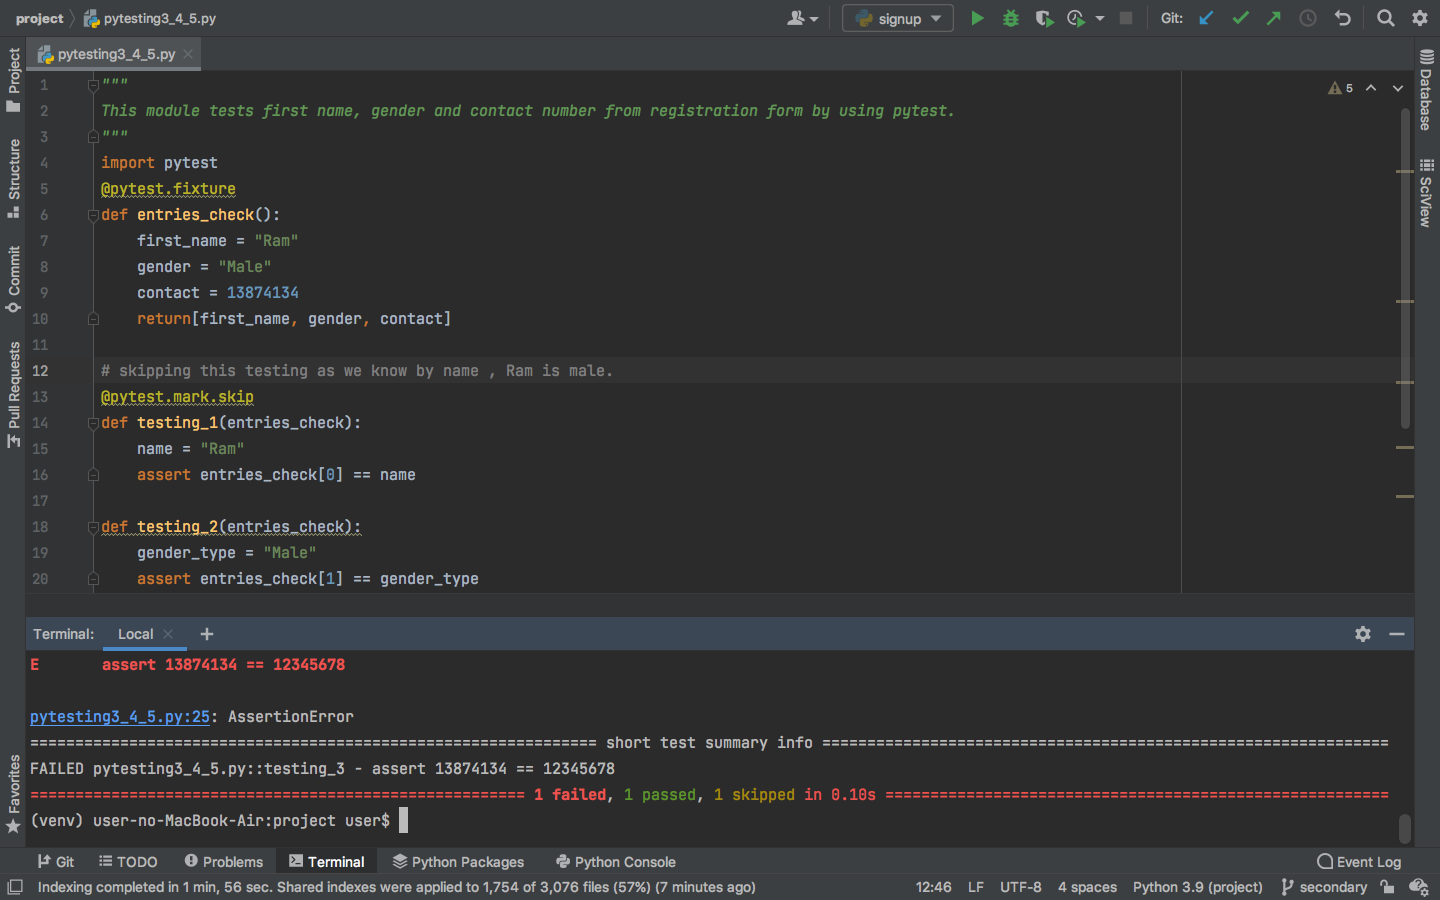 project pytesting3_4_5.py signup Git:
pytesting3_4_5.py
5
1 """
2 This module tests first name, gender and contact number from registration form by using pytest.
3 """
4 import pytest
5 @pytest.fixture
6 def entries_check():
7 first_name = "Ram"
8 gender = "Male"
9 contact = 13874134
10 return[first_name, gender, contact]
11
12 # skipping this testing as we know by name , Ram is male.
13 @pytest.mark.skip
14 def testing_1(entries_check):
15 name = "Ram"
16 assert entries_check[0] == name
17
18 def testing_2(entries_check):
19 gender_type = "Male"
20 assert entries_check[1] == gender_type
Project
Structure
Commit
Pull Requests
Favorites
Database
SciView
Terminal: Local
E assert 13874134 == 12345678
pytesting3_4_5.py:25: AssertionError
=============================================================== short test summary info ===============================================================
FAILED pytesting3_4_5.py::testing_3 - assert 13874134 == 12345678
======================================================= 1 failed, 1 passed, 1 skipped in 0.10s ========================================================
(venv) user-no-MacBook-Air:project user$
Git TODO Problems Terminal Python Packages Python Console Event Log
Indexing completed in 1 min, 56 sec. Shared indexes were applied to 1,754 of 3,076 files (57%) (7 minutes ago) 12:46 LF UTF-8 4 spaces Python 3.9 (project) secondary